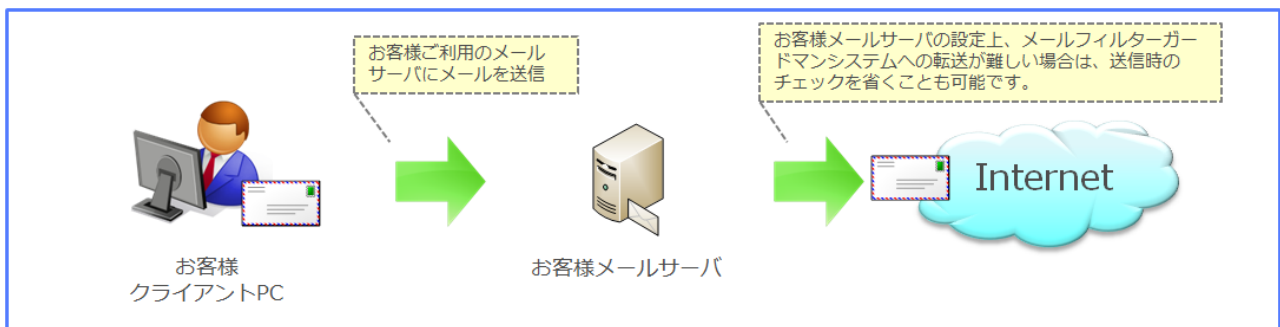 お客様ご利用のメール
サーバにメールを送信
お客様メールサーバの設定上、メールフィルターガー
ドマンシステムへの転送が難しい場合は、送信時の
チェックを省くことも可能です。
Internet
お客様
クライアントPC
お客様メールサーバ